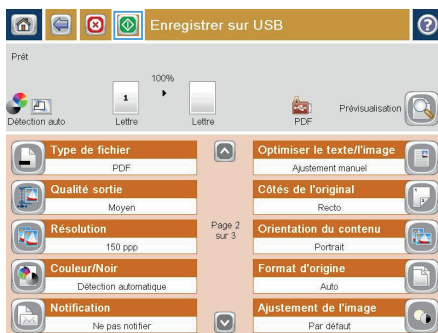 Enregistrer sur USB
?
Prêt
100%
1
Détection auto
Lettre
Lettre
PDF
Prévisualisation
Type de fichier
PDF
Optimiser le texte/l'image
Ajustement manuel
Qualité sortie
Moyen
Côtés de l'original
Recto
Résolution
150 ppp
Page 2
sur 3
Orientation du contenu
Portrait
Couleur/Noir
Détection automatique
Format d'origine
Auto
Notification
Ne pas notifier
Ajustement de l'image
Par défaut